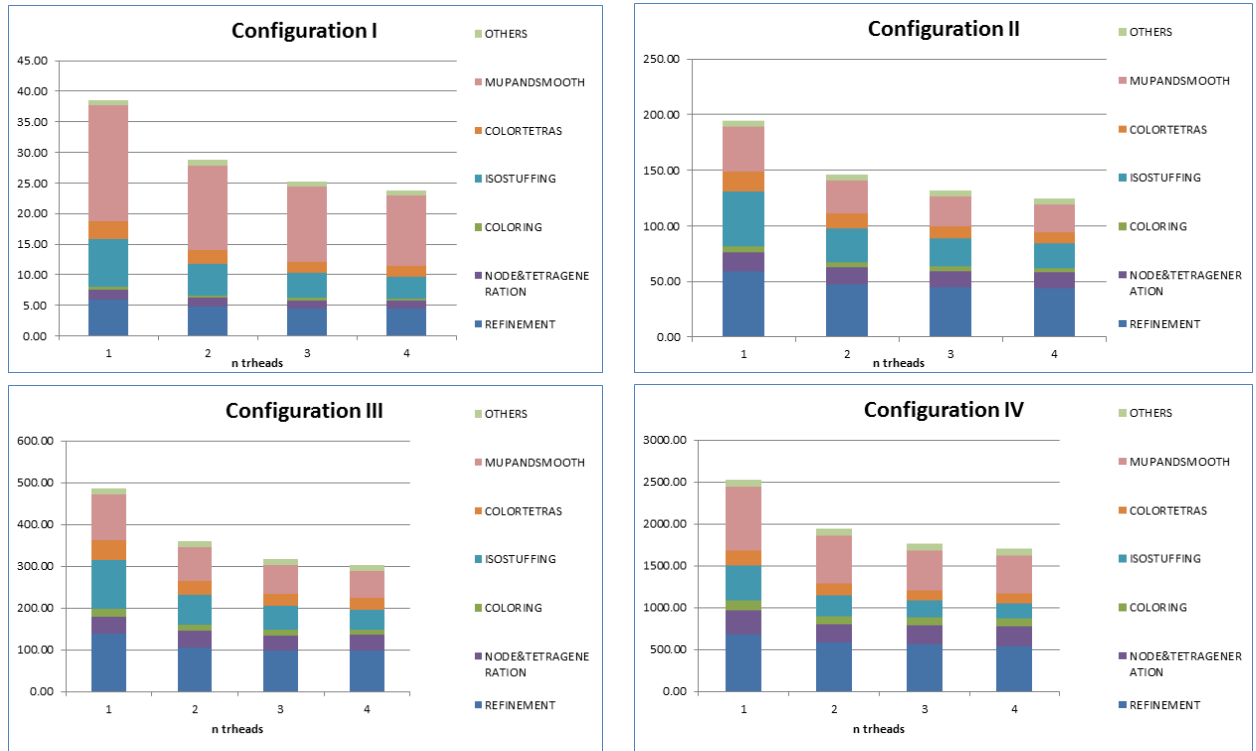 Configuration I
45.00
40.00
35.00
30.00
25.00
20.00
15.00
10.00
5.00
0.00
1 2 3 4
n trheads
OTHERS
MUPANDSMOOTH
COLORTETRAS
ISOSTUFFING
COLORING
NODE&TETRAGENE
RATION
REFINEMENT
Configuration II
250.00
200.00
150.00
100.00
50.00
0.00
1 2 3 4
n trheads
OTHERS
MUPANDSMOOTH
COLORTETRAS
ISOSTUFFING
COLORING
NODE&TETRAGENER
ATION
REFINEMENT
Configuration III
600.00
500.00
400.00
300.00
200.00
100.00
0.00
1 2 3 4
n trheads
OTHERS
MUPANDSMOOTH
COLORTETRAS
ISOSTUFFING
COLORING
NODE&TETRAGENE
RATION
REFINEMENT
Configuration IV
3000.00
2500.00
2000.00
1500.00
1000.00
500.00
0.00
1 2 3 4
n trheads
OTHERS
MUPANDSMOOTH
COLORTETRAS
ISOSTUFFING
COLORING
NODE&TETRAGENER
ATION
REFINEMENT